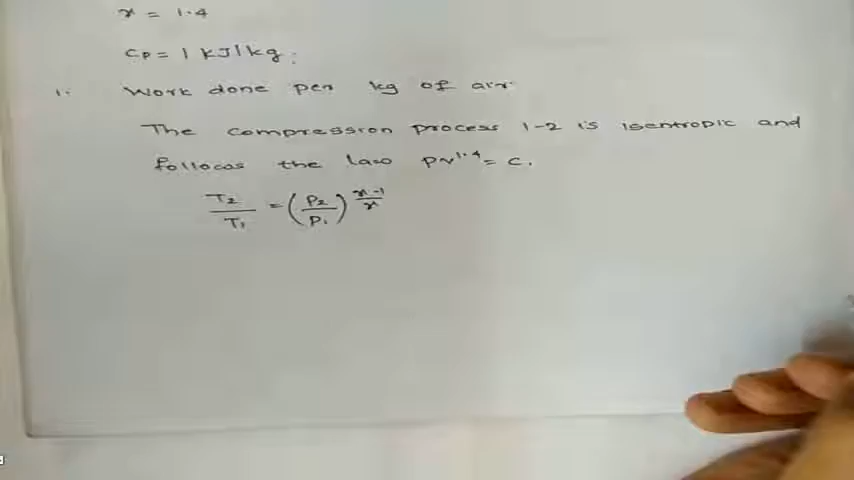 γ = 1.4
Cp = 1 KJ/kg.
1. Work done per kg of air
The compression process 1-2 is isentropic and
follows the law pv^1.4 = c.
T2/T1 = (P2/P1)^(γ-1)/γ